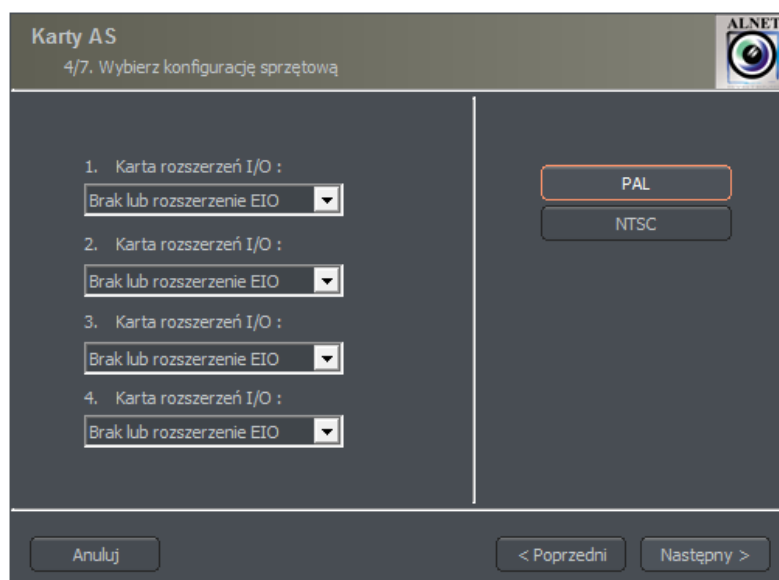 Karty AS
4/7. Wybierz konfigurację sprzętową
ALNET
1. Karta rozszerzeń I/O :
Brak lub rozszerzenie EIO
2. Karta rozszerzeń I/O :
Brak lub rozszerzenie EIO
3. Karta rozszerzeń I/O :
Brak lub rozszerzenie EIO
4. Karta rozszerzeń I/O :
Brak lub rozszerzenie EIO
PAL
NTSC
Anuluj
< Poprzedni
Następny >